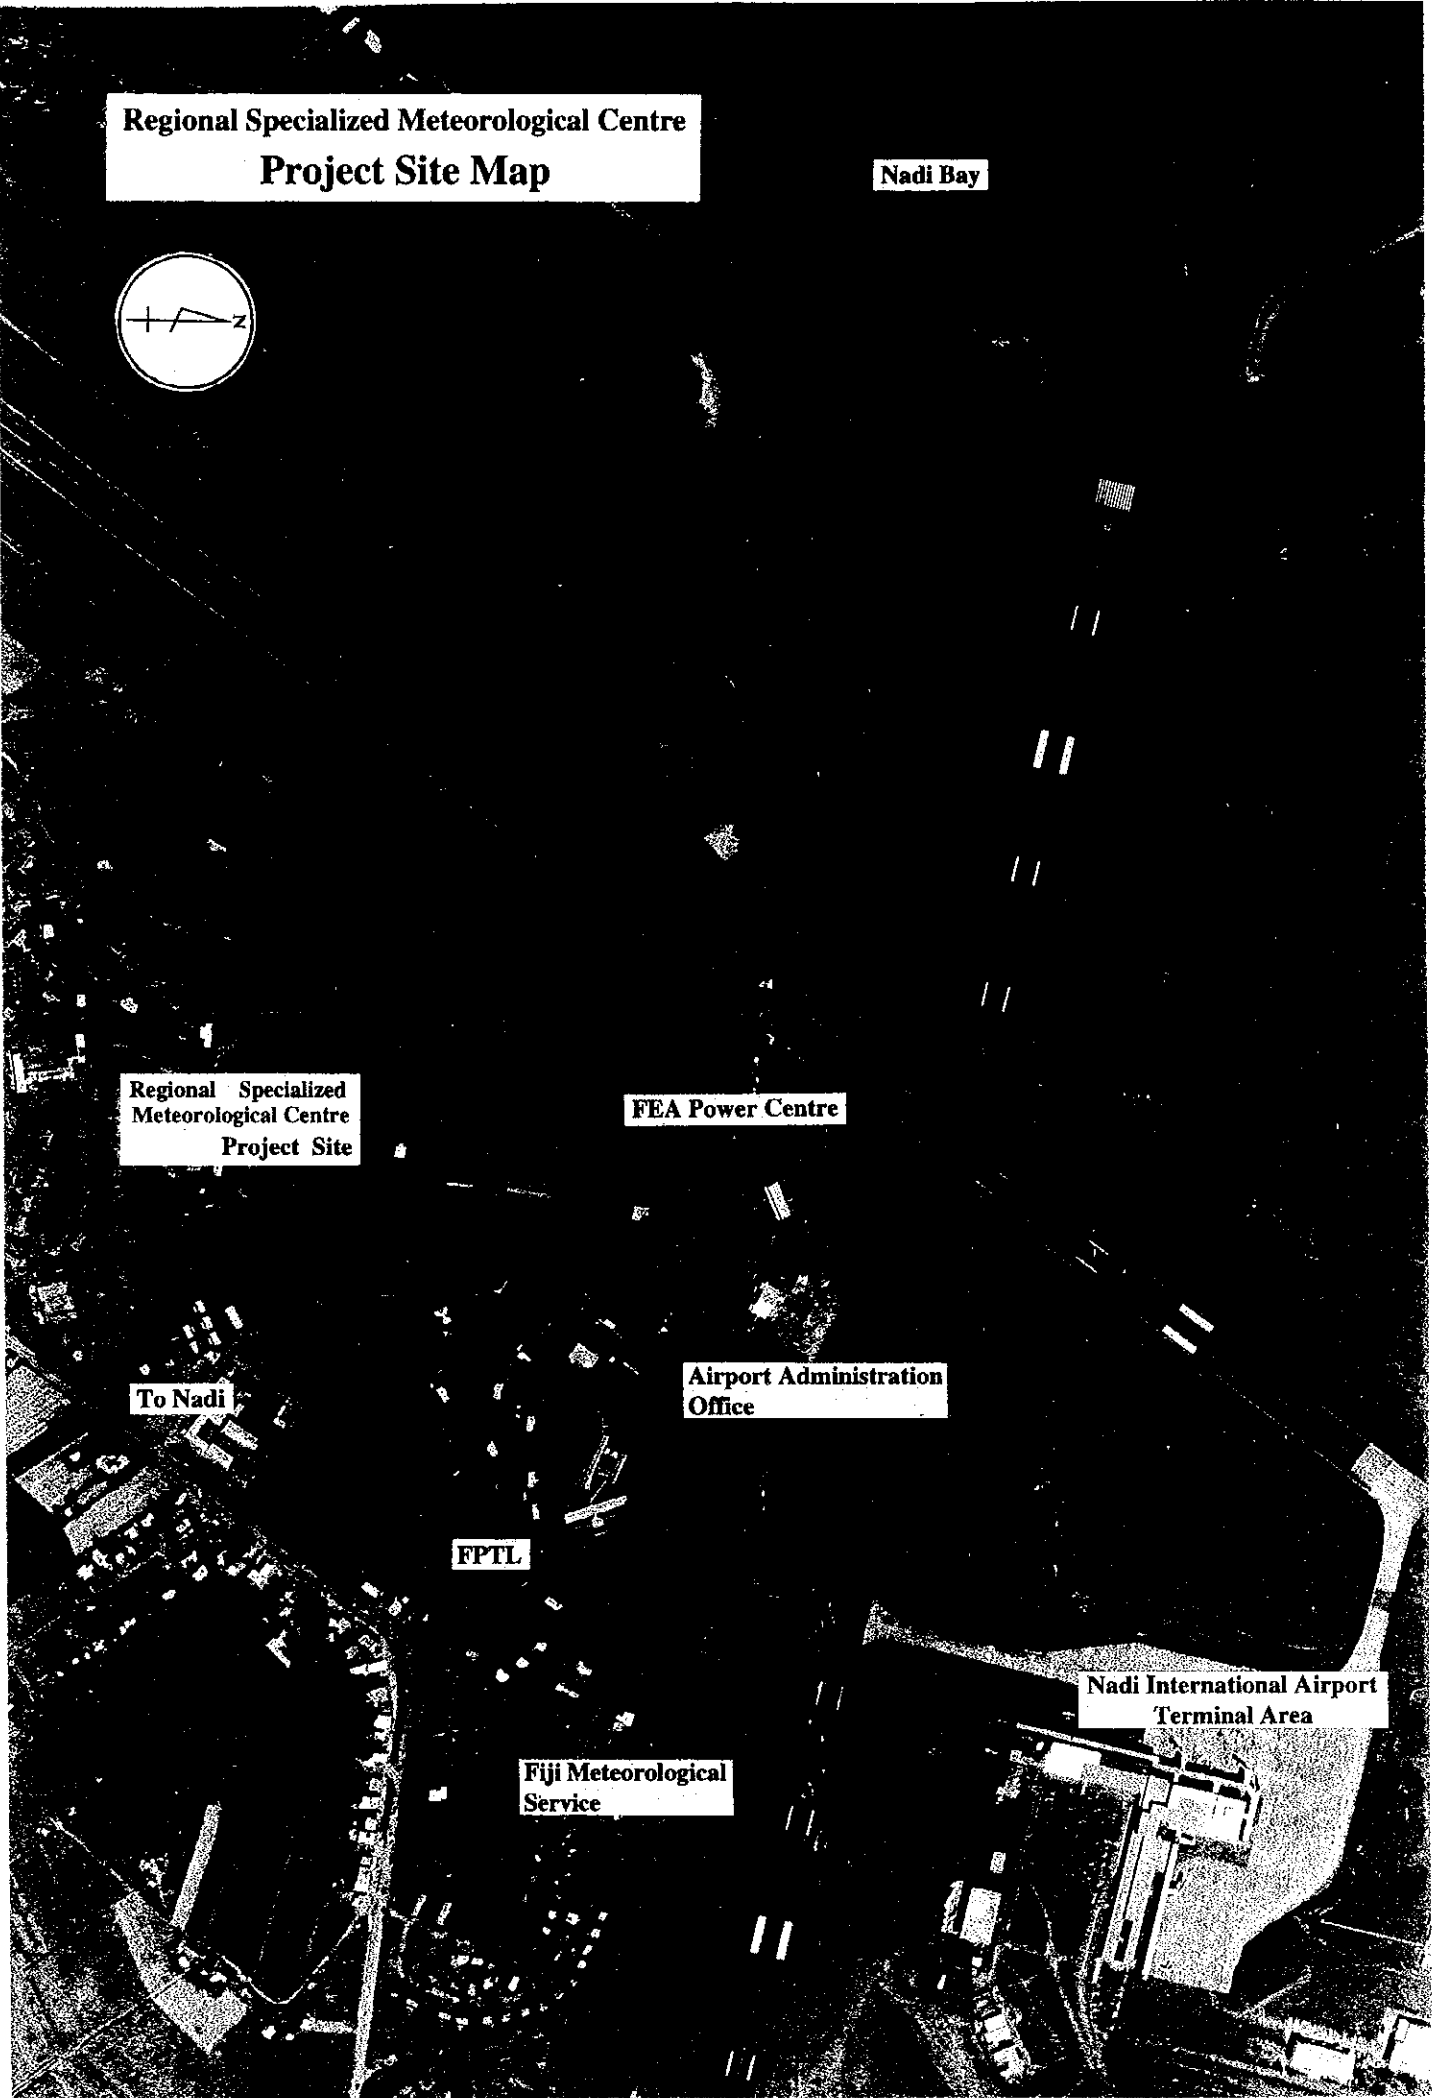 Regional Specialized Meteorological Centre
Project Site Map
Nadi Bay
N
Regional Specialized
Meteorological Centre
Project Site
FEA Power Centre
Airport Administration
Office
To Nadi
FPTL
Nadi International Airport
Terminal Area
Fiji Meteorological
Service